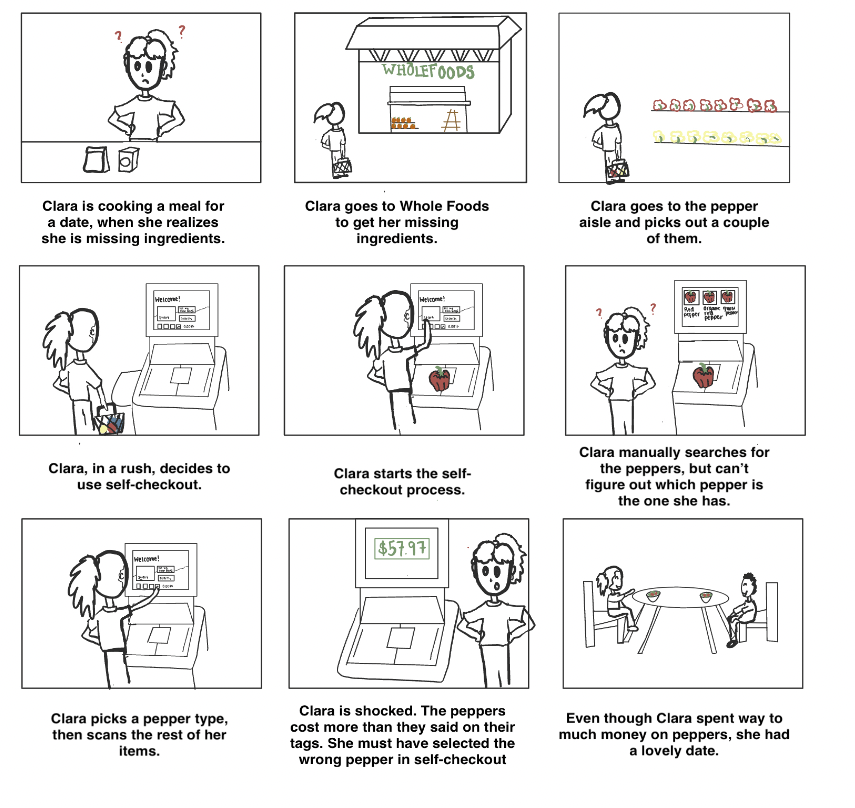 ? ?
WHOLEFOODS
Clara is cooking a meal for
a date, when she realizes
she is missing ingredients.
Clara goes to Whole Foods
to get her missing
ingredients.
Clara goes to the pepper
aisle and picks out a couple
of them.
Welcome!
Welcome!
? ?
red pepper
organic red pepper
pepper
Clara, in a rush, decides to
use self-checkout.
Clara starts the self-
checkout process.
Clara manually searches for
the peppers, but can't
figure out which pepper is
the one she has.
Welcome!
$57.97
Clara picks a pepper type,
then scans the rest of her
items.
Clara is shocked. The peppers
cost more than they said on their
tags. She must have selected the
wrong pepper in self-checkout
Even though Clara spent way to
much money on peppers, she had
a lovely date.